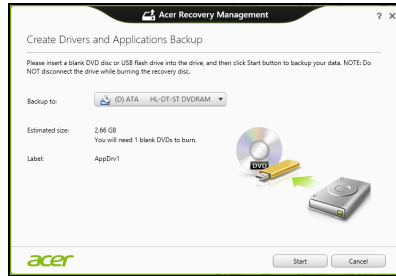 Acer Recovery Management
? X
Create Drivers and Applications Backup
Please insert a blank DVD disc or USB flash drive into the drive, and then click Start button to backup your data. NOTE: Do
NOT disconnect the drive while burning the recovery disc.
Backup to: (D) ATA HL-DT-ST DVDRAM
Estimated size: 2.66 GB
You will need 1 blank DVDs to burn.
Label: AppDrv1
DVD
acer Start Cancel